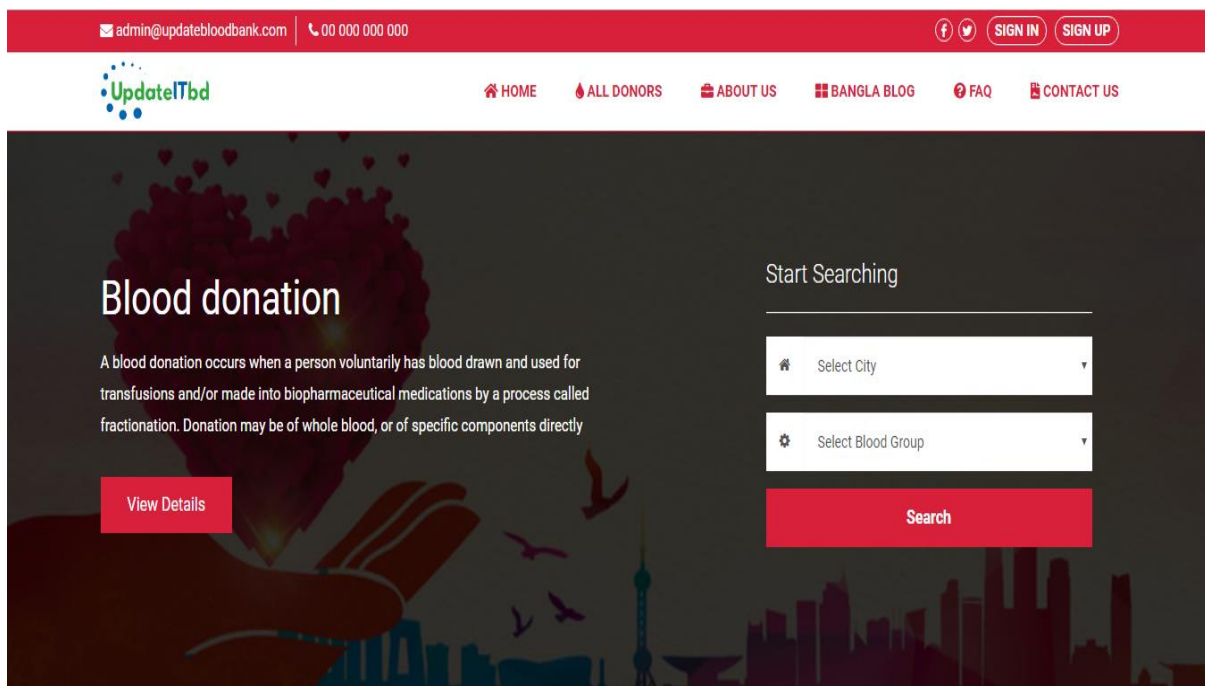 admin@updatebloodbank.com
00 000 000 000
SIGN IN
SIGN UP
UpdateITbd
HOME
ALL DONORS
ABOUT US
BANGLA BLOG
FAQ
CONTACT US
Blood donation
A blood donation occurs when a person voluntarily has blood drawn and used for
transfusions and/or made into biopharmaceutical medications by a process called
fractionation. Donation may be of whole blood, or of specific components directly
View Details
Start Searching
Select City
Select Blood Group
Search